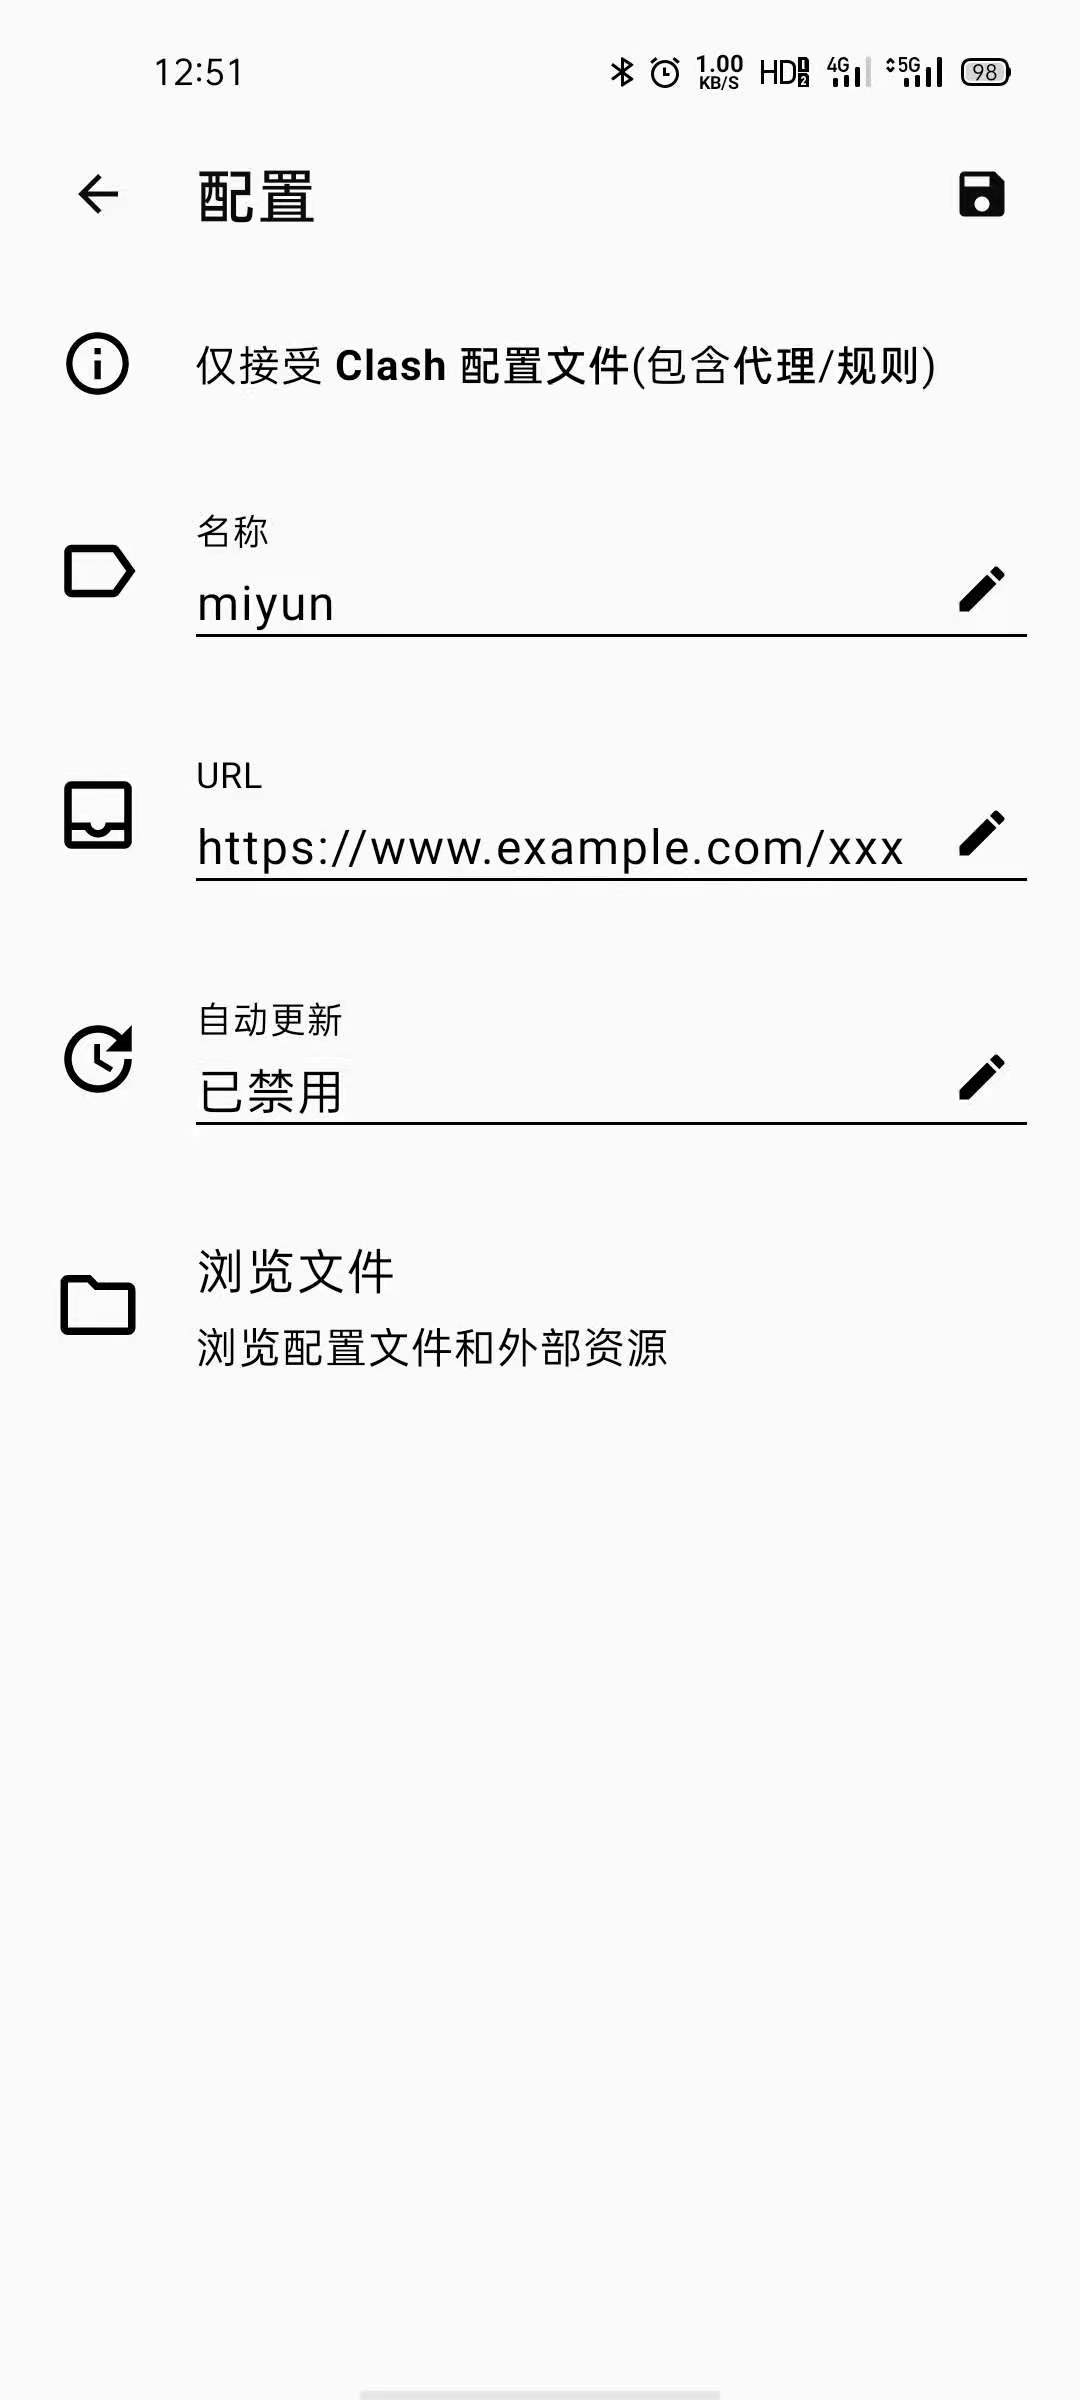 12:51 1.00 KB/S HD 1 2 4G 5G 98
配置
仅接受 Clash 配置文件(包含代理/规则)
名称
miyun
URL
https://www.example.com/xxx
自动更新
已禁用
浏览文件
浏览配置文件和外部资源